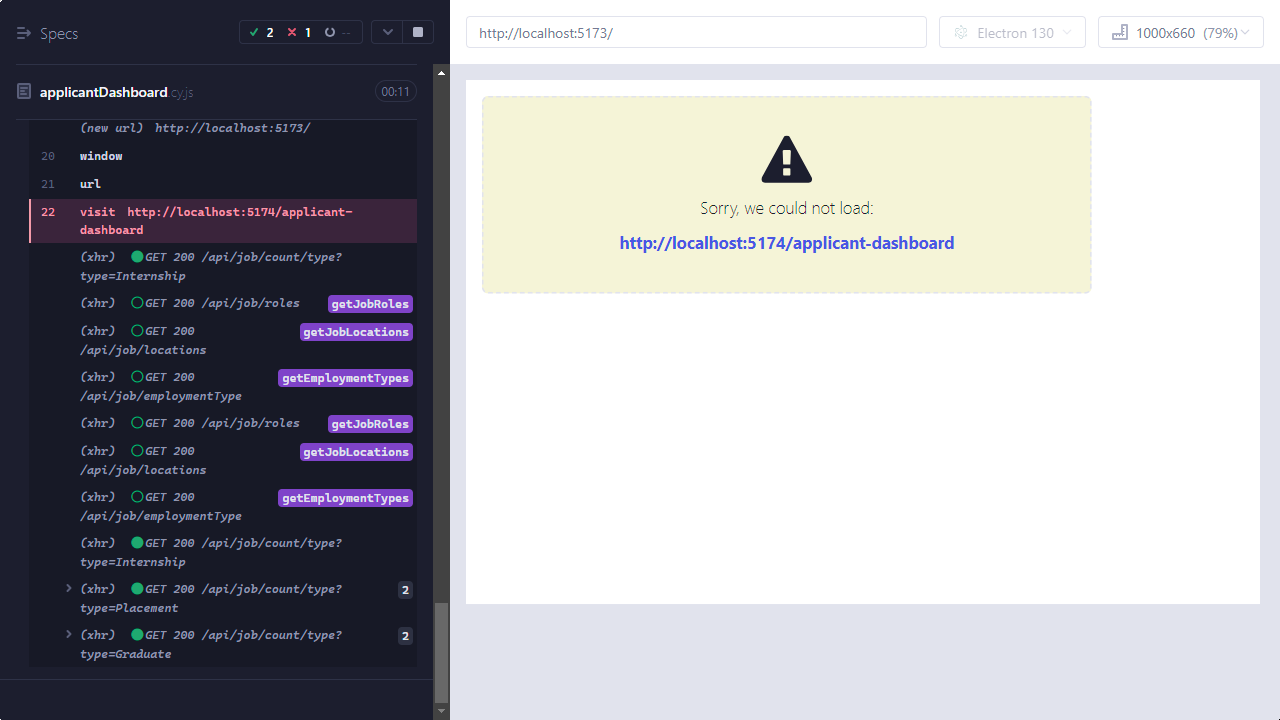 Specs
2 1 --
applicantDashboard.cy.js 00:11
(new url) http://localhost:5173/
20 window
21 url
22 visit http://localhost:5174/applicant-
dashboard
(xhr) GET 200 /api/job/count/type?
type=Internship
(xhr) GET 200 /api/job/roles getJobRoles
(xhr) GET 200 getJobLocations
/api/job/locations
(xhr) GET 200 getEmploymentTypes
/api/job/employmentType
(xhr) GET 200 /api/job/roles getJobRoles
(xhr) GET 200 getJobLocations
/api/job/locations
(xhr) GET 200 getEmploymentTypes
/api/job/employmentType
(xhr) GET 200 /api/job/count/type?
type=Internship
(xhr) GET 200 /api/job/count/type? 2
type=Placement
(xhr) GET 200 /api/job/count/type? 2
type=Graduate
http://localhost:5173/
Electron 130
1000x660 (79%)
Sorry, we could not load:
http://localhost:5174/applicant-dashboard